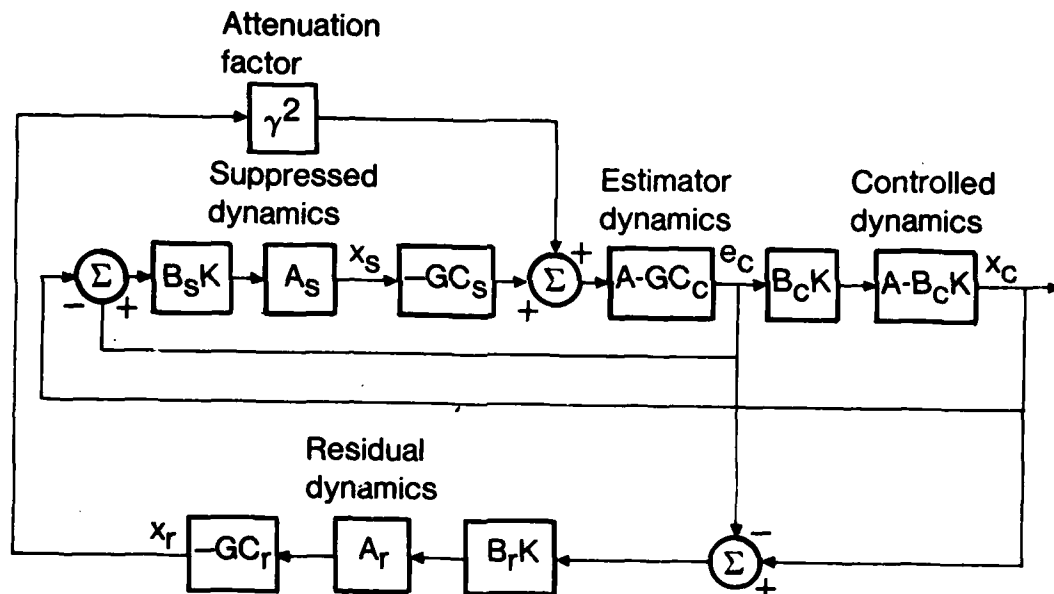 Attenuation
factor
γ²
Suppressed
dynamics
Estimator
dynamics
Controlled
dynamics
Σ
−
+
B_sK
A_s
x_s
−GC_s
+
Σ
+
A-GC_c
e_c
B_cK
A-B_cK
x_c
Residual
dynamics
x_r
−GC_r
A_r
B_rK
−
Σ
+